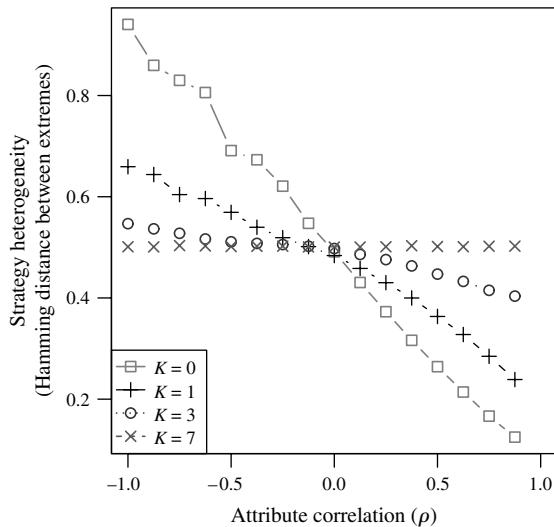 Strategy heterogeneity
(Hamming distance between extremes)
0.8
0.6
0.4
0.2
K = 0
K = 1
K = 3
K = 7
−1.0 −0.5 0.0 0.5 1.0
Attribute correlation (ρ)